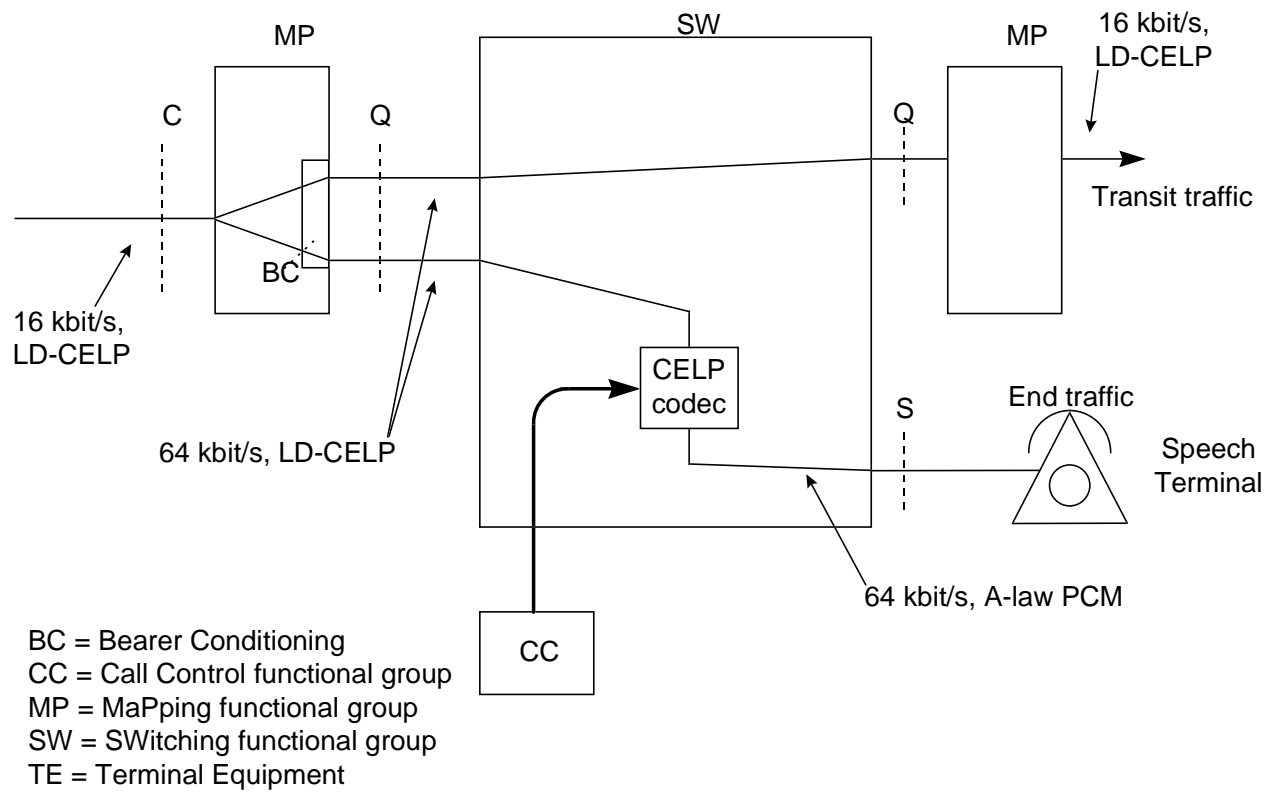 SW
MP
MP
16 kbit/s,
LD-CELP
C
Q
Q
Transit traffic
BC
16 kbit/s,
LD-CELP
CELP
codec
End traffic
S
64 kbit/s, LD-CELP
Speech
Terminal
64 kbit/s, A-law PCM
CC
BC = Bearer Conditioning
CC = Call Control functional group
MP = MaPping functional group
SW = SWitching functional group
TE = Terminal Equipment